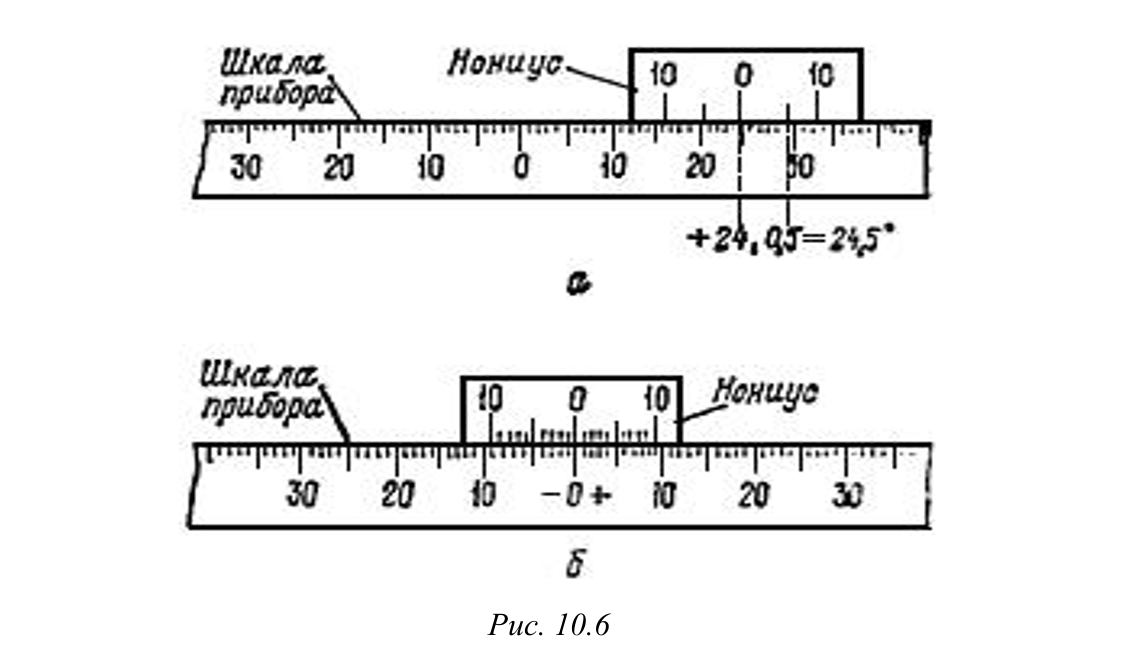 Шкала
прибора
Нониус
10 0 10
30 20 10 0 10 20 30
+24, 0,5=24,5°
а
Шкала
прибора
Нониус
10 0 10
30 20 10 -0+ 10 20 30
б
Рис. 10.6